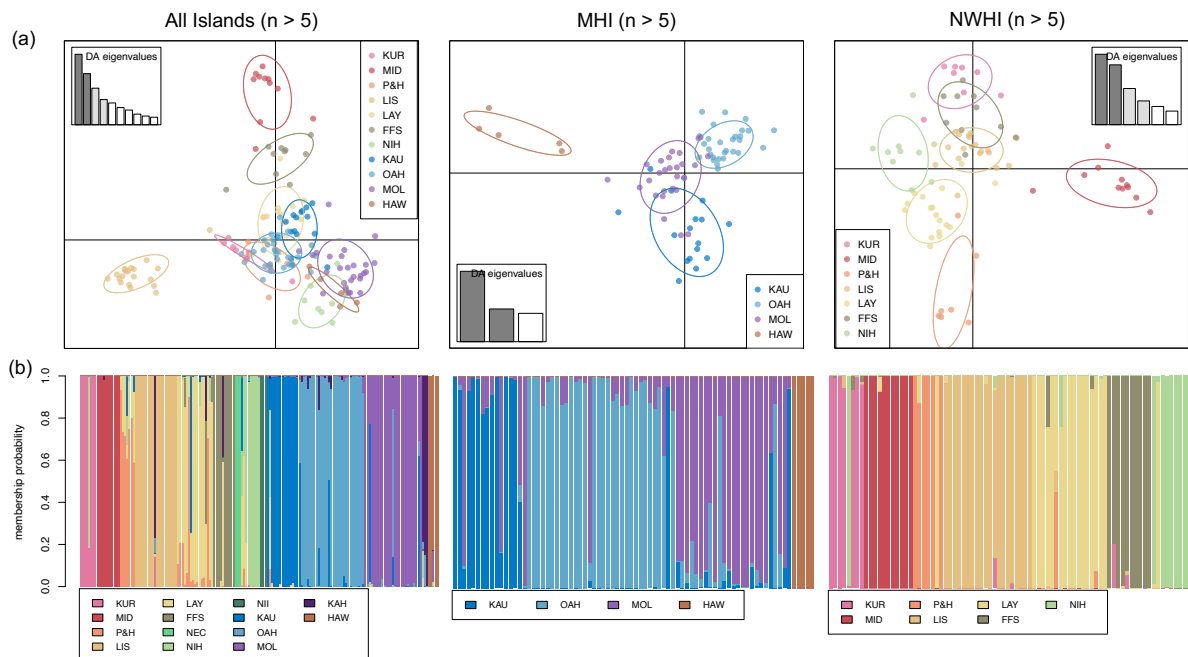 All Islands (n > 5)
MHI (n > 5)
NWHI (n > 5)
(a)
DA eigenvalues
KUR
MID
P&H
LIS
LAY
FFS
NIH
KAU
OAH
MOL
HAW
DA eigenvalues
KAU
OAH
MOL
HAW
DA eigenvalues
KUR
MID
P&H
LIS
LAY
FFS
NIH
(b)
membership probability
1.0
0.8
0.6
0.4
0.2
0.0
KUR LAY NII KAH
MID FFS KAU HAW
P&H NEC OAH
LIS NIH MOL
KAU OAH MOL HAW
KUR P&H LAY NIH
MID LIS FFS